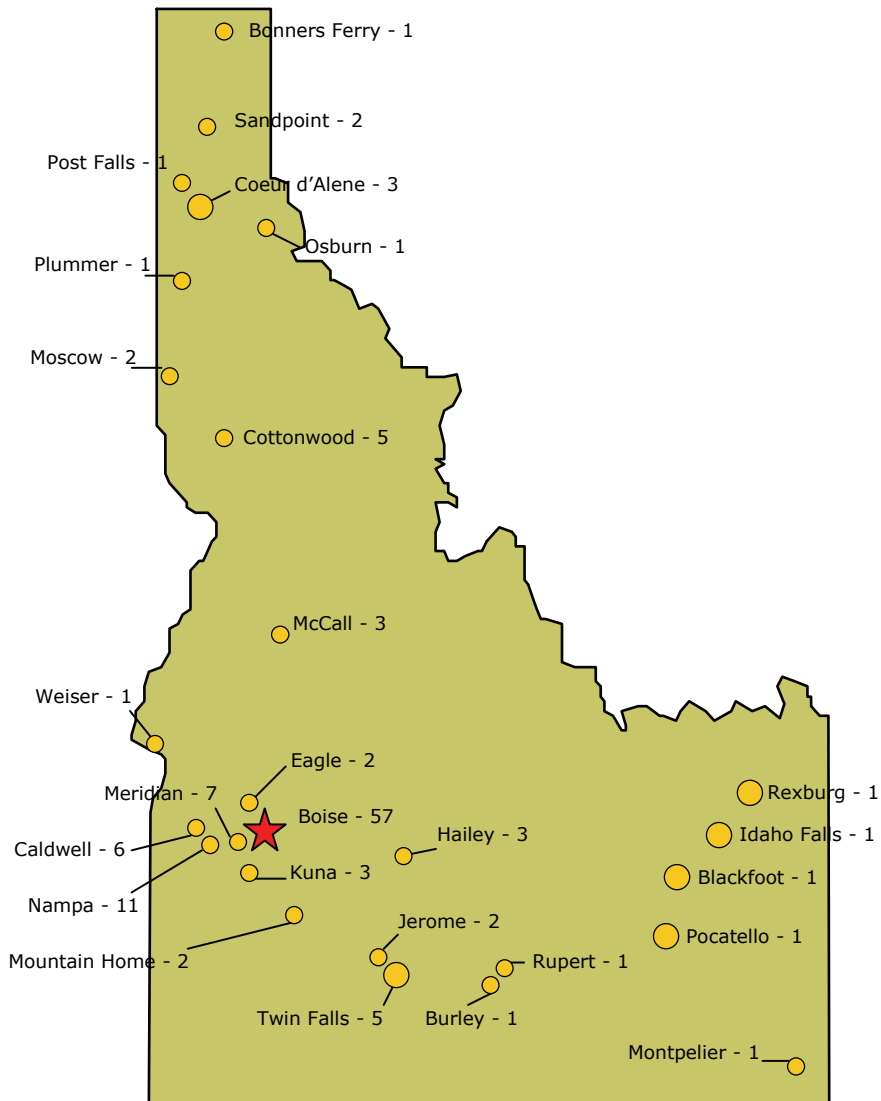 Bonners Ferry - 1
Sandpoint - 2
Post Falls - 1
Coeur d’Alene - 3
Osburn - 1
Plummer - 1
Moscow - 2
Cottonwood - 5
McCall - 3
Weiser - 1
Eagle - 2
Meridian - 7
Rexburg - 1
Boise - 57
Idaho Falls - 1
Hailey - 3
Caldwell - 6
Kuna - 3
Blackfoot - 1
Nampa - 11
Jerome - 2
Pocatello - 1
Mountain Home - 2
Rupert - 1
Twin Falls - 5
Burley - 1
Montpelier - 1